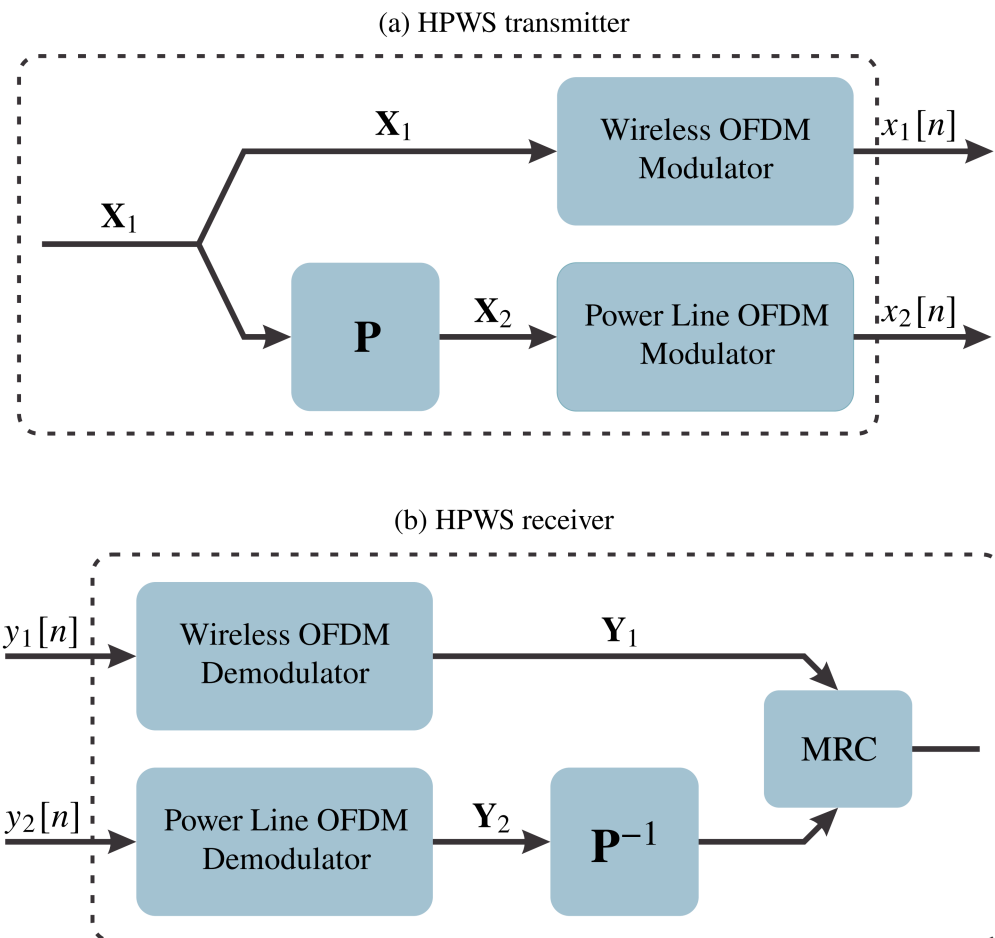 (a) HPWS transmitter
𝐗₁
Wireless OFDM
Modulator
x₁[n]
𝐗₁
𝐏
𝐗₂
Power Line OFDM
Modulator
x₂[n]
(b) HPWS receiver
y₁[n]
Wireless OFDM
Demodulator
𝐘₁
MRC
y₂[n]
Power Line OFDM
Demodulator
𝐘₂
𝐏⁻¹